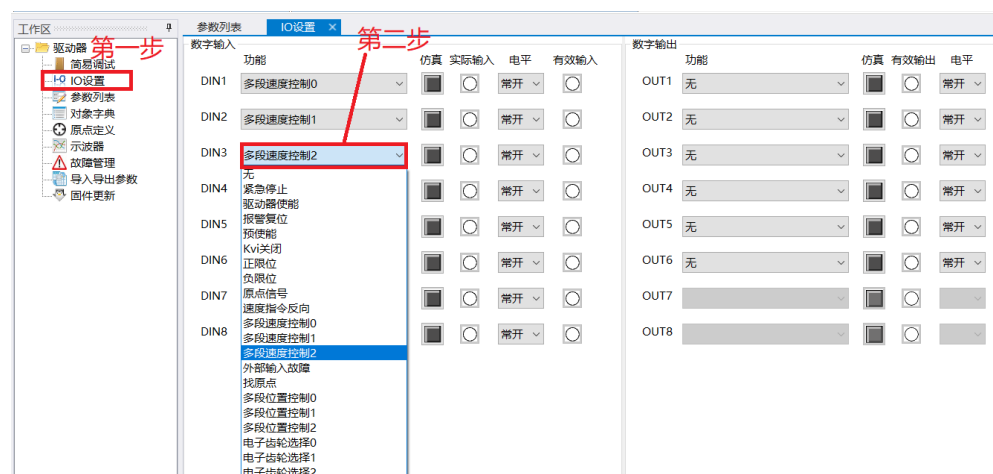 工作区
参数列表
IO设置
第一步
第二步
驱动器
简易调试
IO设置
参数列表
对象字典
原点定义
示波器
故障管理
导入导出参数
固件更新
数字输入
功能 仿真 实际输入 电平 有效输入
DIN1 多段速度控制0 常开
DIN2 多段速度控制1 常开
DIN3 多段速度控制2 常开
DIN4 常开
DIN5 常开
DIN6 常开
DIN7 常开
DIN8 常开
无
紧急停止
驱动器使能
报警复位
预使能
Kvi关闭
正限位
负限位
原点信号
速度指令反向
多段速度控制0
多段速度控制1
多段速度控制2
外部输入故障
找原点
多段位置控制0
多段位置控制1
多段位置控制2
电子齿轮选择0
电子齿轮选择1
电子齿轮选择2
数字输出
功能 仿真 有效输出 电平
OUT1 无 常开
OUT2 无 常开
OUT3 无 常开
OUT4 无 常开
OUT5 无 常开
OUT6 无 常开
OUT7
OUT8